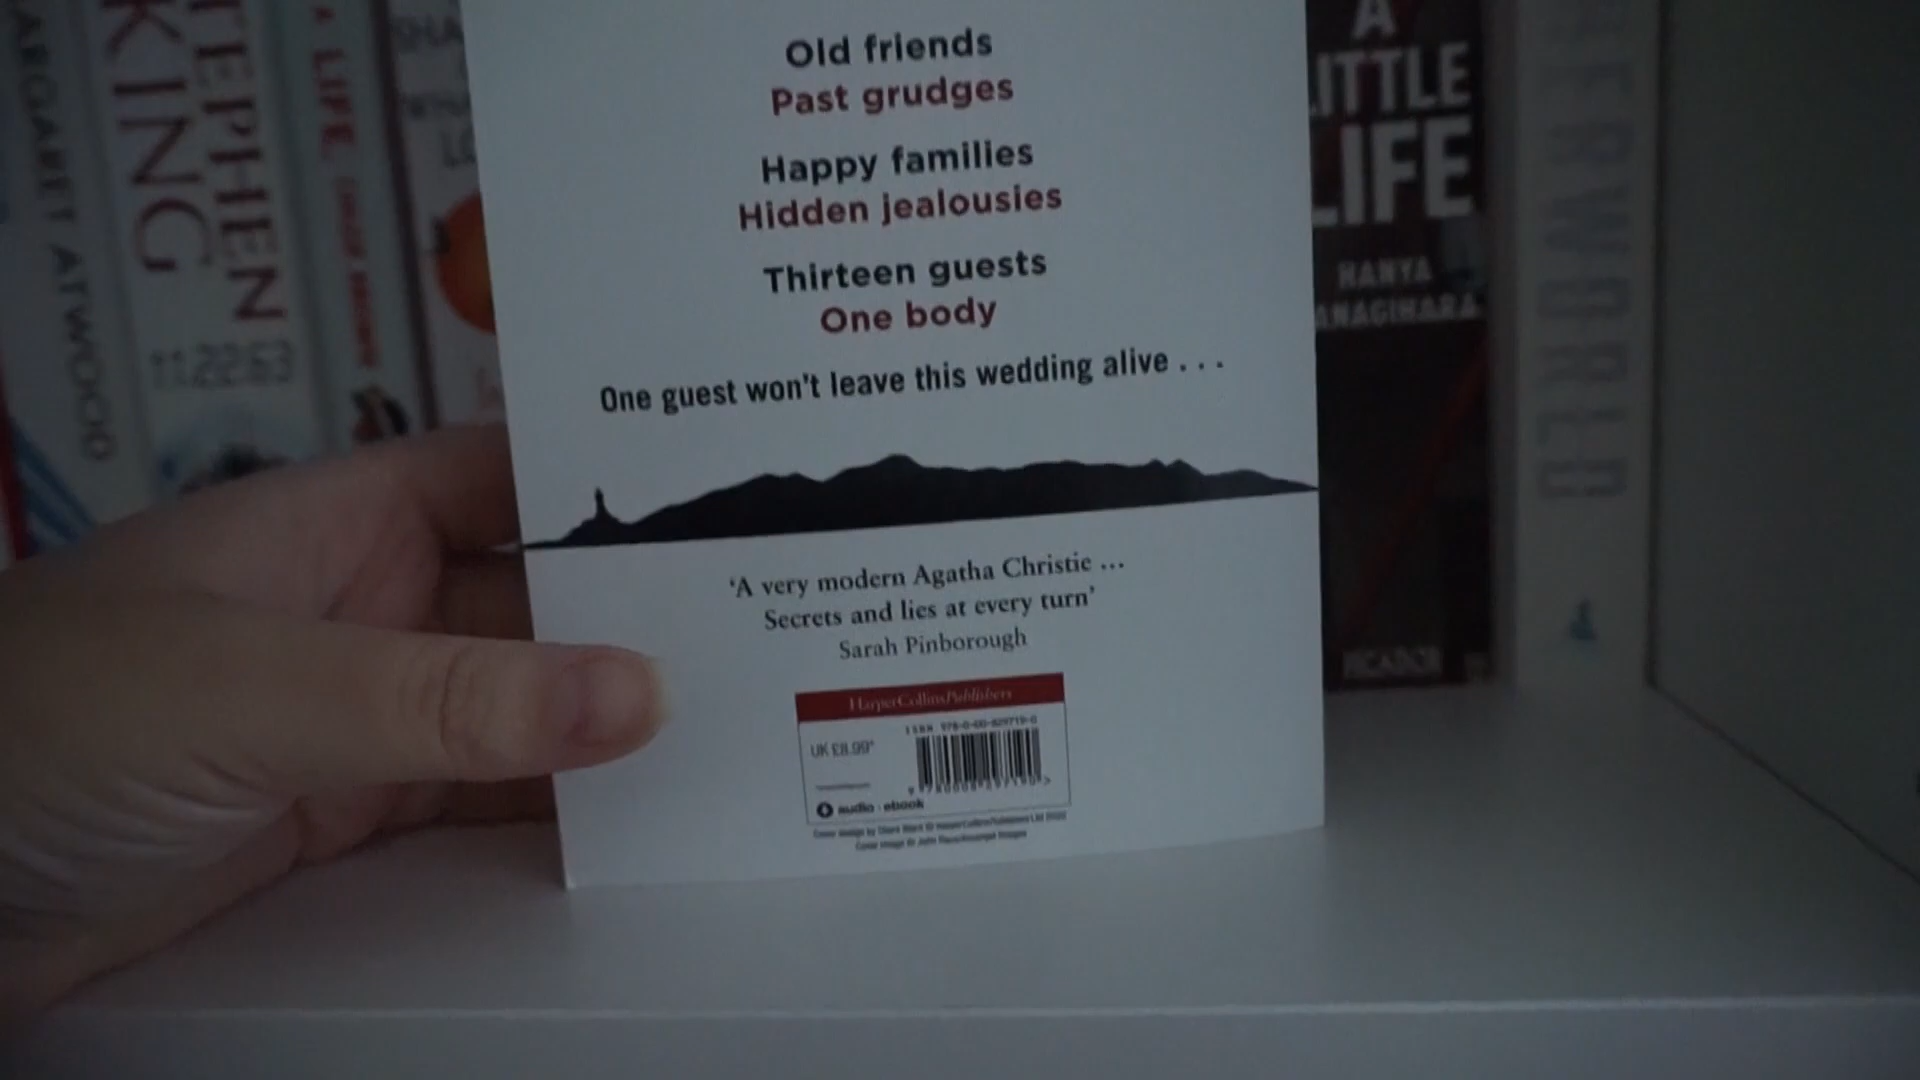 MARGARET ATWOOD
STEPHEN
KING
11.22.63
A LIFE
Old friends
Past grudges
Happy families
Hidden jealousies
Thirteen guests
One body
One guest won't leave this wedding alive . . .
'A very modern Agatha Christie ...
Secrets and lies at every turn'
Sarah Pinborough
HarperCollinsPublishers
UK £8.99*
audio · ebook
A
LITTLE
LIFE
HANYA
YANAGIHARA
PICADOR